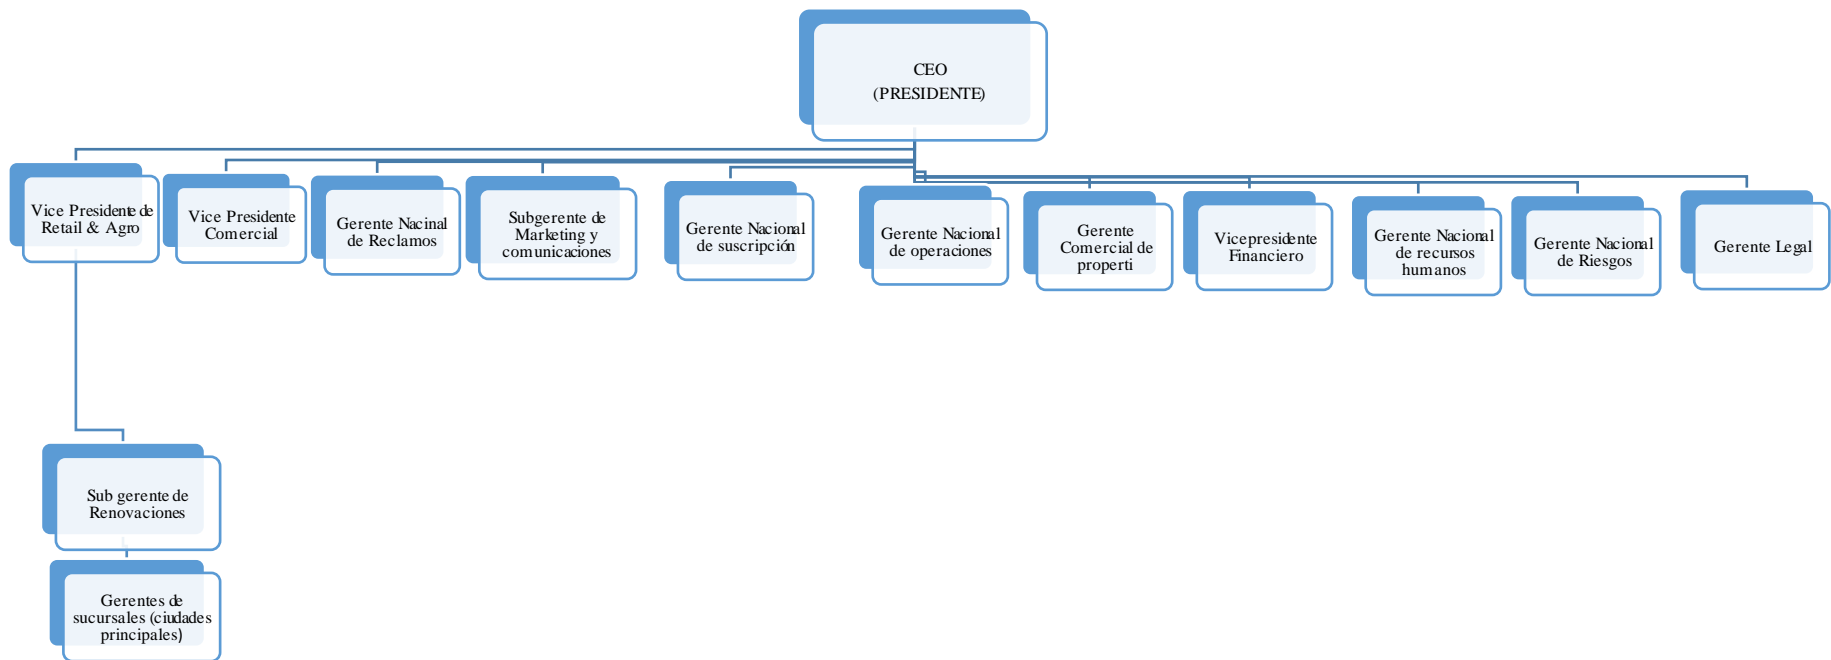 CEO
(PRESIDENTE)
Vice Presidente de
Retail & Agro
Vice Presidente
Comercial
Gerente Nacinal
de Reclamos
Subgerente de
Marketing y
comunicaciones
Gerente Nacional
de suscripción
Gerente Nacional
de operaciones
Gerente
Comercial de
properti
Vicepresidente
Financiero
Gerente Nacional
de recursos
humanos
Gerente Nacional
de Riesgos
Gerente Legal
Sub gerente de
Renovaciones
Gerentes de
sucursales (ciudades
principales)